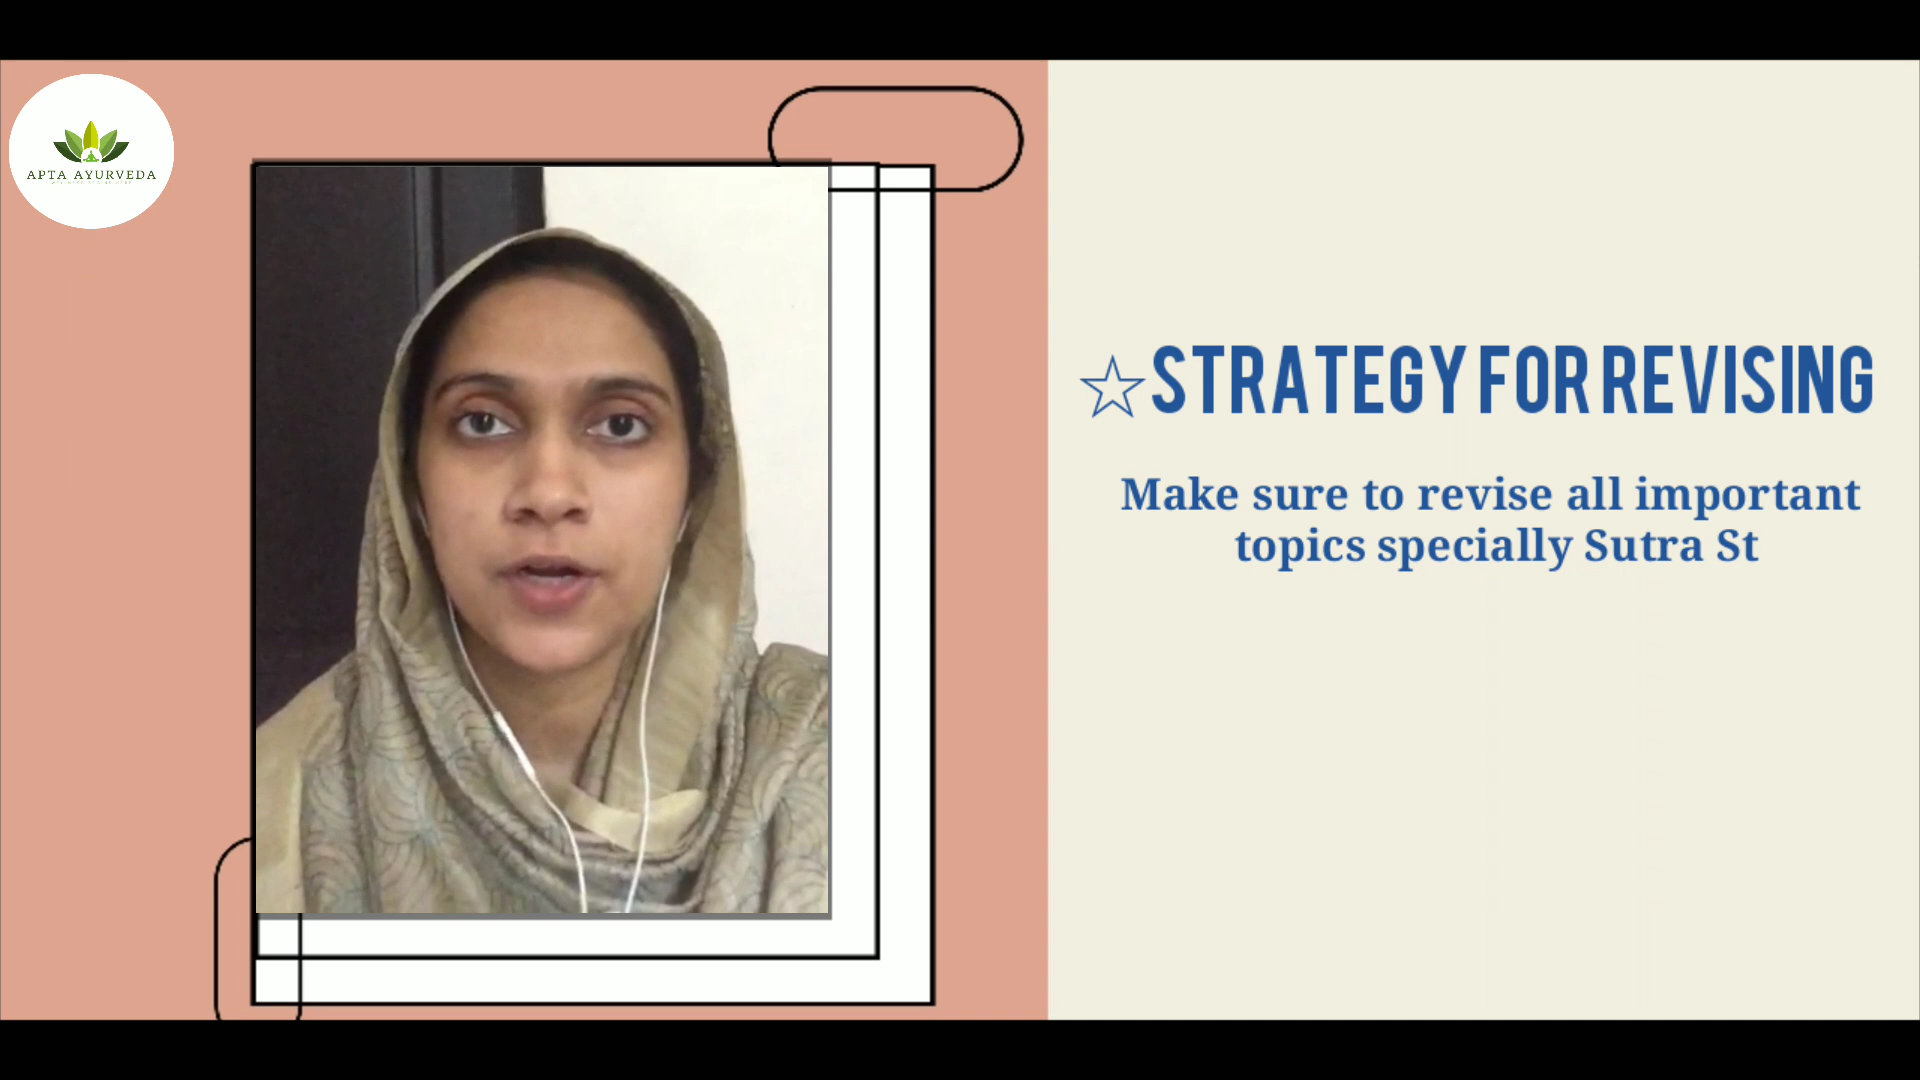 APTA AYURVEDA
☆STRATEGY FOR REVISING
Make sure to revise all important
topics specially Sutra St